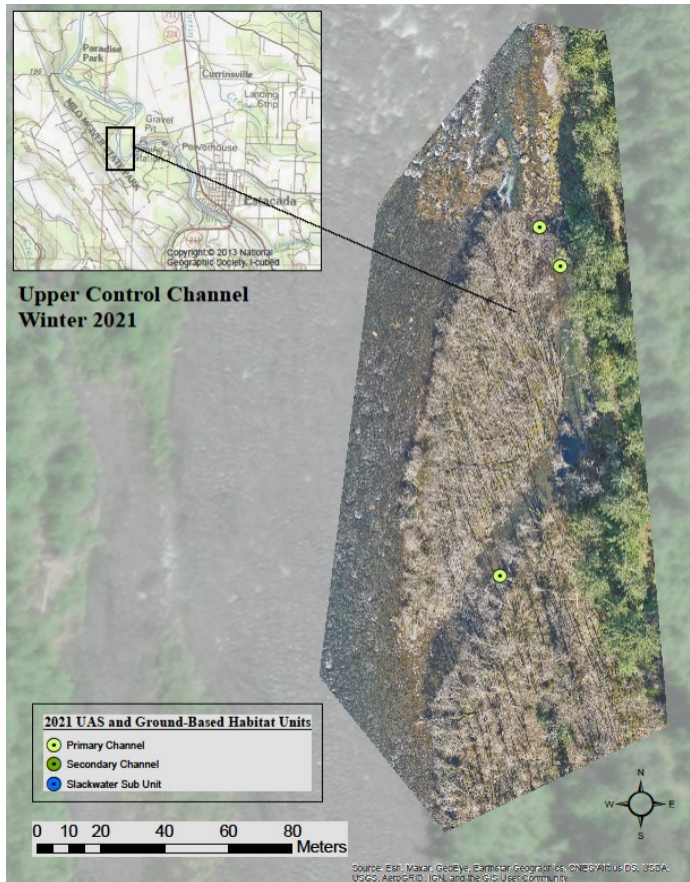 711
224
Paradise
Park
Currinsville
Landing
Strip
Gravel
Pit
Powerhouse
Estacada
Copyright:© 2013 National
Geographic Society, i-cubed
Upper Control Channel
Winter 2021
2021 UAS and Ground-Based Habitat Units
Primary Channel
Secondary Channel
Slackwater Sub Unit
0 10 20 40 60 80
Meters
N
W E
S
Source: Esri, Maxar, GeoEye, Earthstar Geographics, CNES/Airbus DS, USDA,
USGS, AeroGRID, IGN, and the GIS User Community